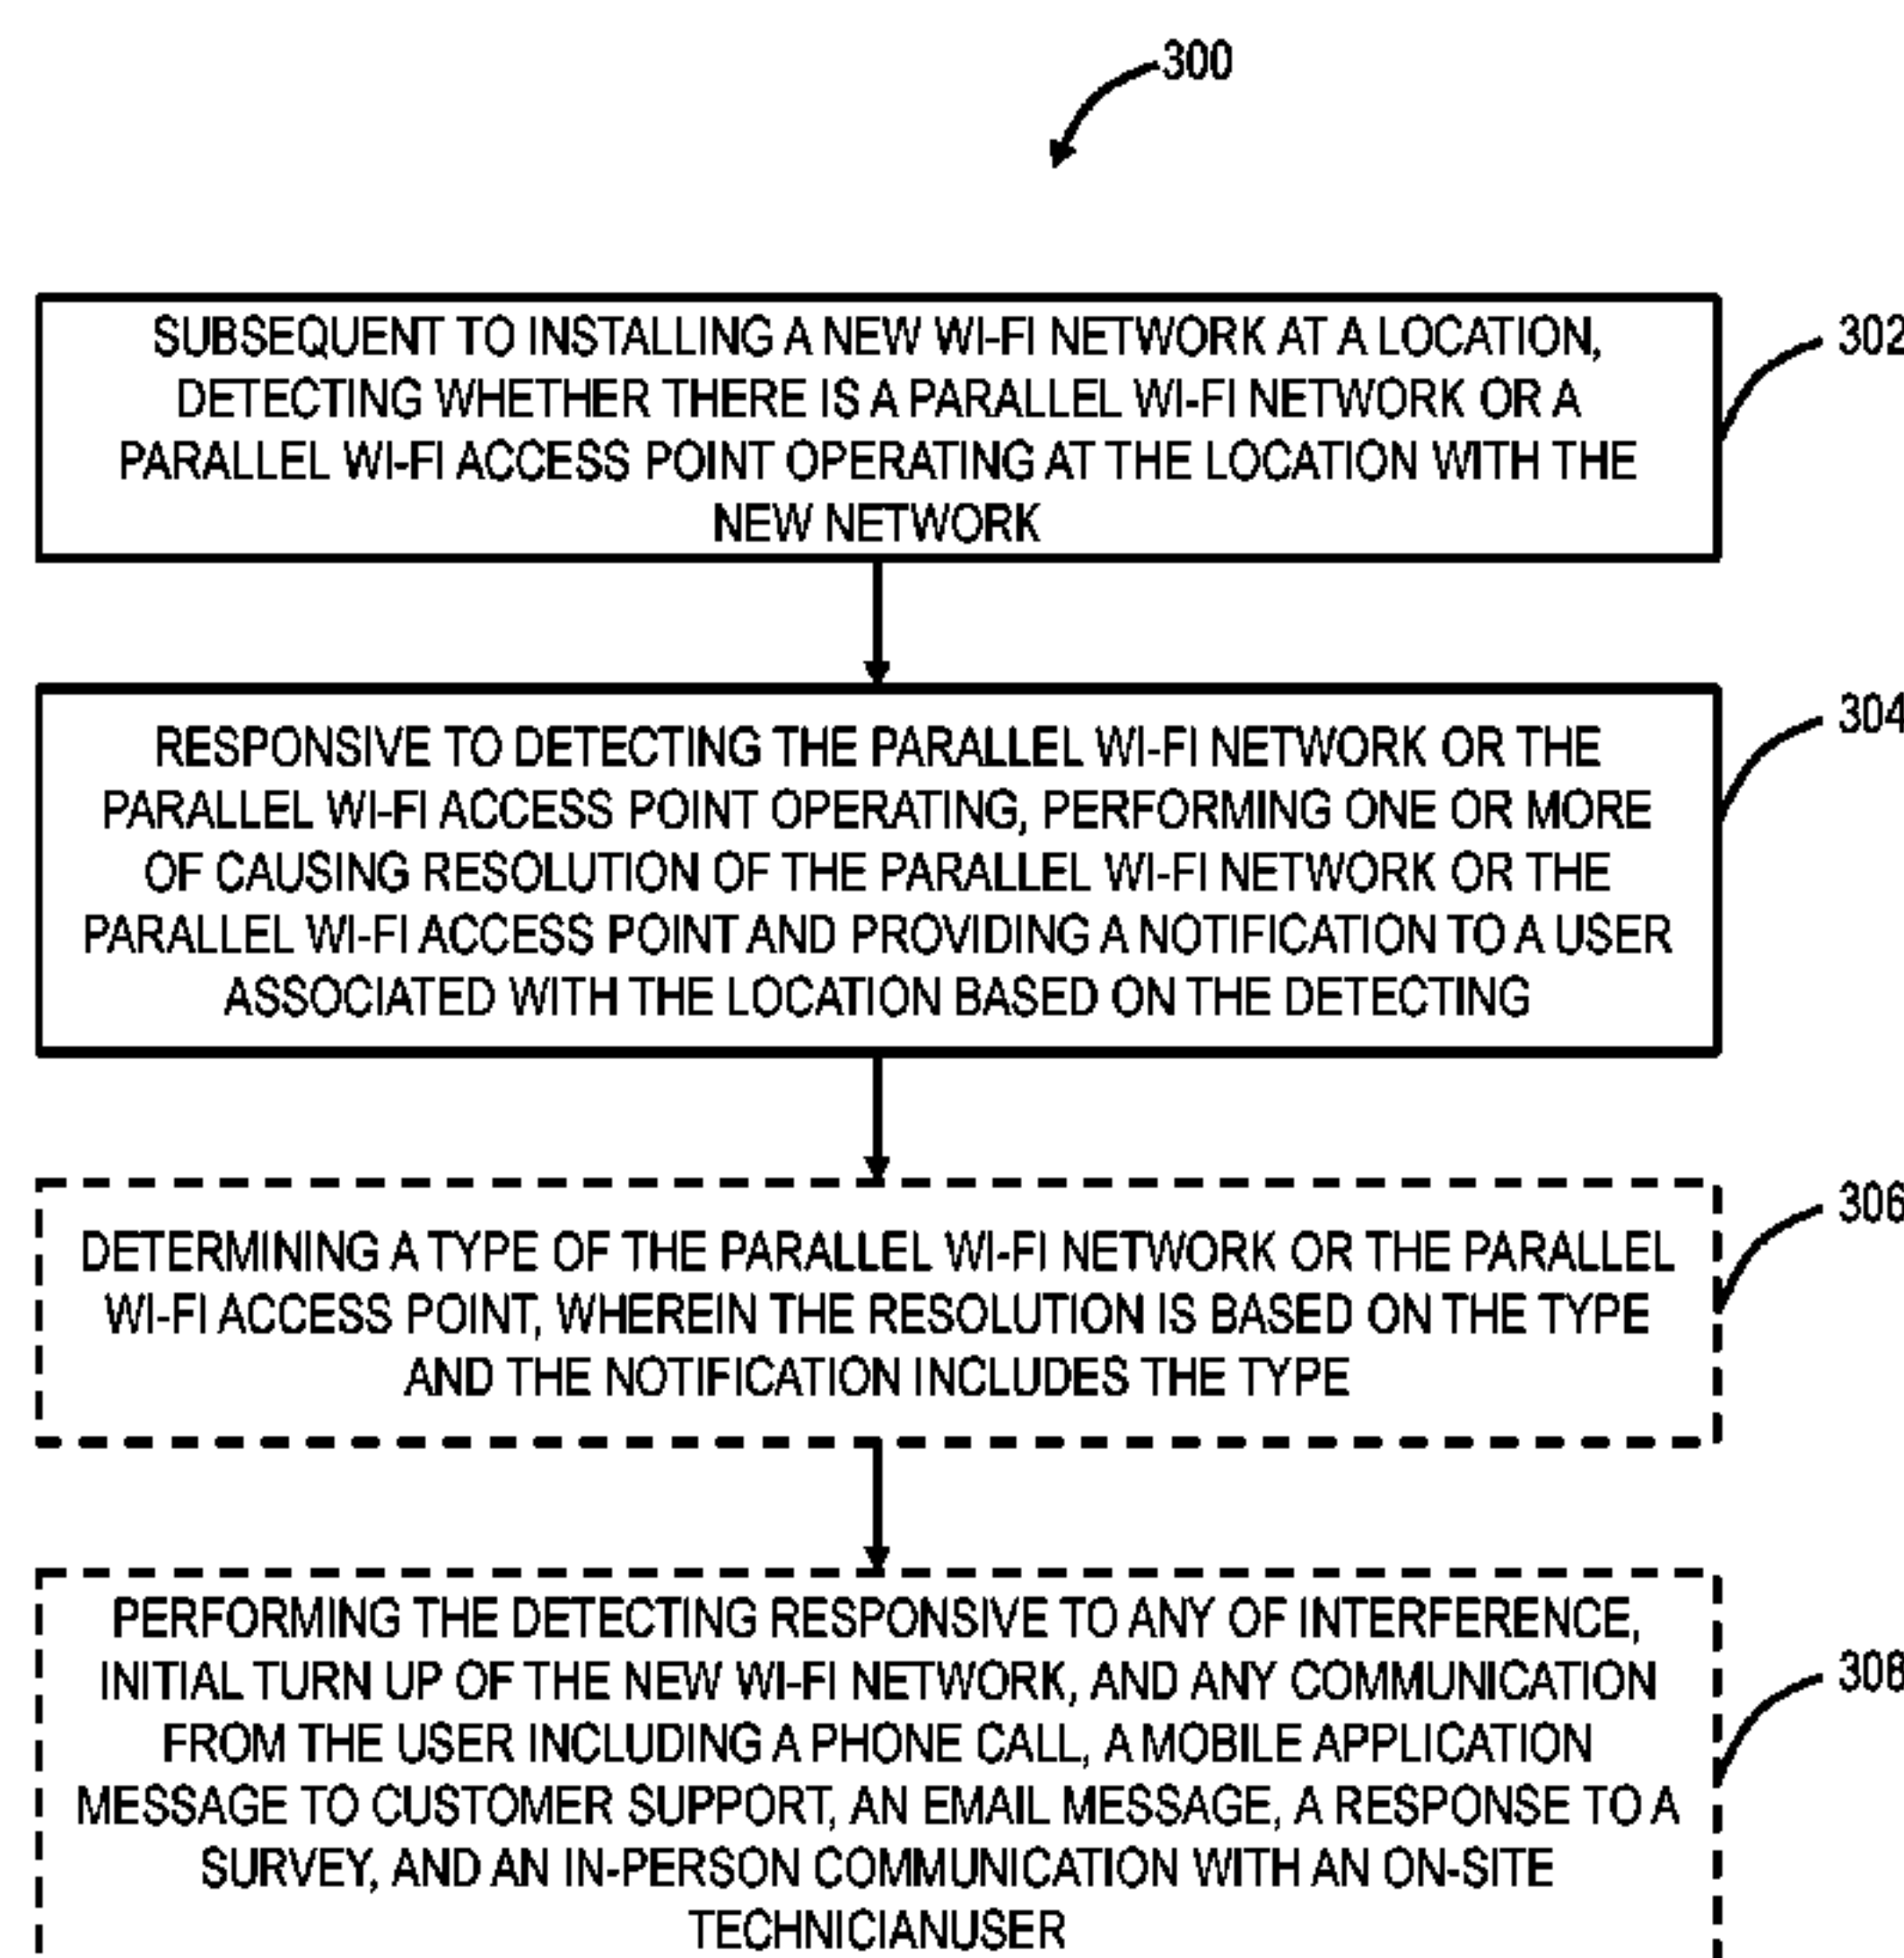 300
SUBSEQUENT TO INSTALLING A NEW WI-FI NETWORK AT A LOCATION,
DETECTING WHETHER THERE IS A PARALLEL WI-FI NETWORK OR A
PARALLEL WI-FI ACCESS POINT OPERATING AT THE LOCATION WITH THE
NEW NETWORK
302
RESPONSIVE TO DETECTING THE PARALLEL WI-FI NETWORK OR THE
PARALLEL WI-FI ACCESS POINT OPERATING, PERFORMING ONE OR MORE
OF CAUSING RESOLUTION OF THE PARALLEL WI-FI NETWORK OR THE
PARALLEL WI-FI ACCESS POINT AND PROVIDING A NOTIFICATION TO A USER
ASSOCIATED WITH THE LOCATION BASED ON THE DETECTING
304
DETERMINING A TYPE OF THE PARALLEL WI-FI NETWORK OR THE PARALLEL
WI-FI ACCESS POINT, WHEREIN THE RESOLUTION IS BASED ON THE TYPE
AND THE NOTIFICATION INCLUDES THE TYPE
306
PERFORMING THE DETECTING RESPONSIVE TO ANY OF INTERFERENCE,
INITIAL TURN UP OF THE NEW WI-FI NETWORK, AND ANY COMMUNICATION
FROM THE USER INCLUDING A PHONE CALL, A MOBILE APPLICATION
MESSAGE TO CUSTOMER SUPPORT, AN EMAIL MESSAGE, A RESPONSE TO A
SURVEY, AND AN IN-PERSON COMMUNICATION WITH AN ON-SITE
TECHNICIANUSER
308